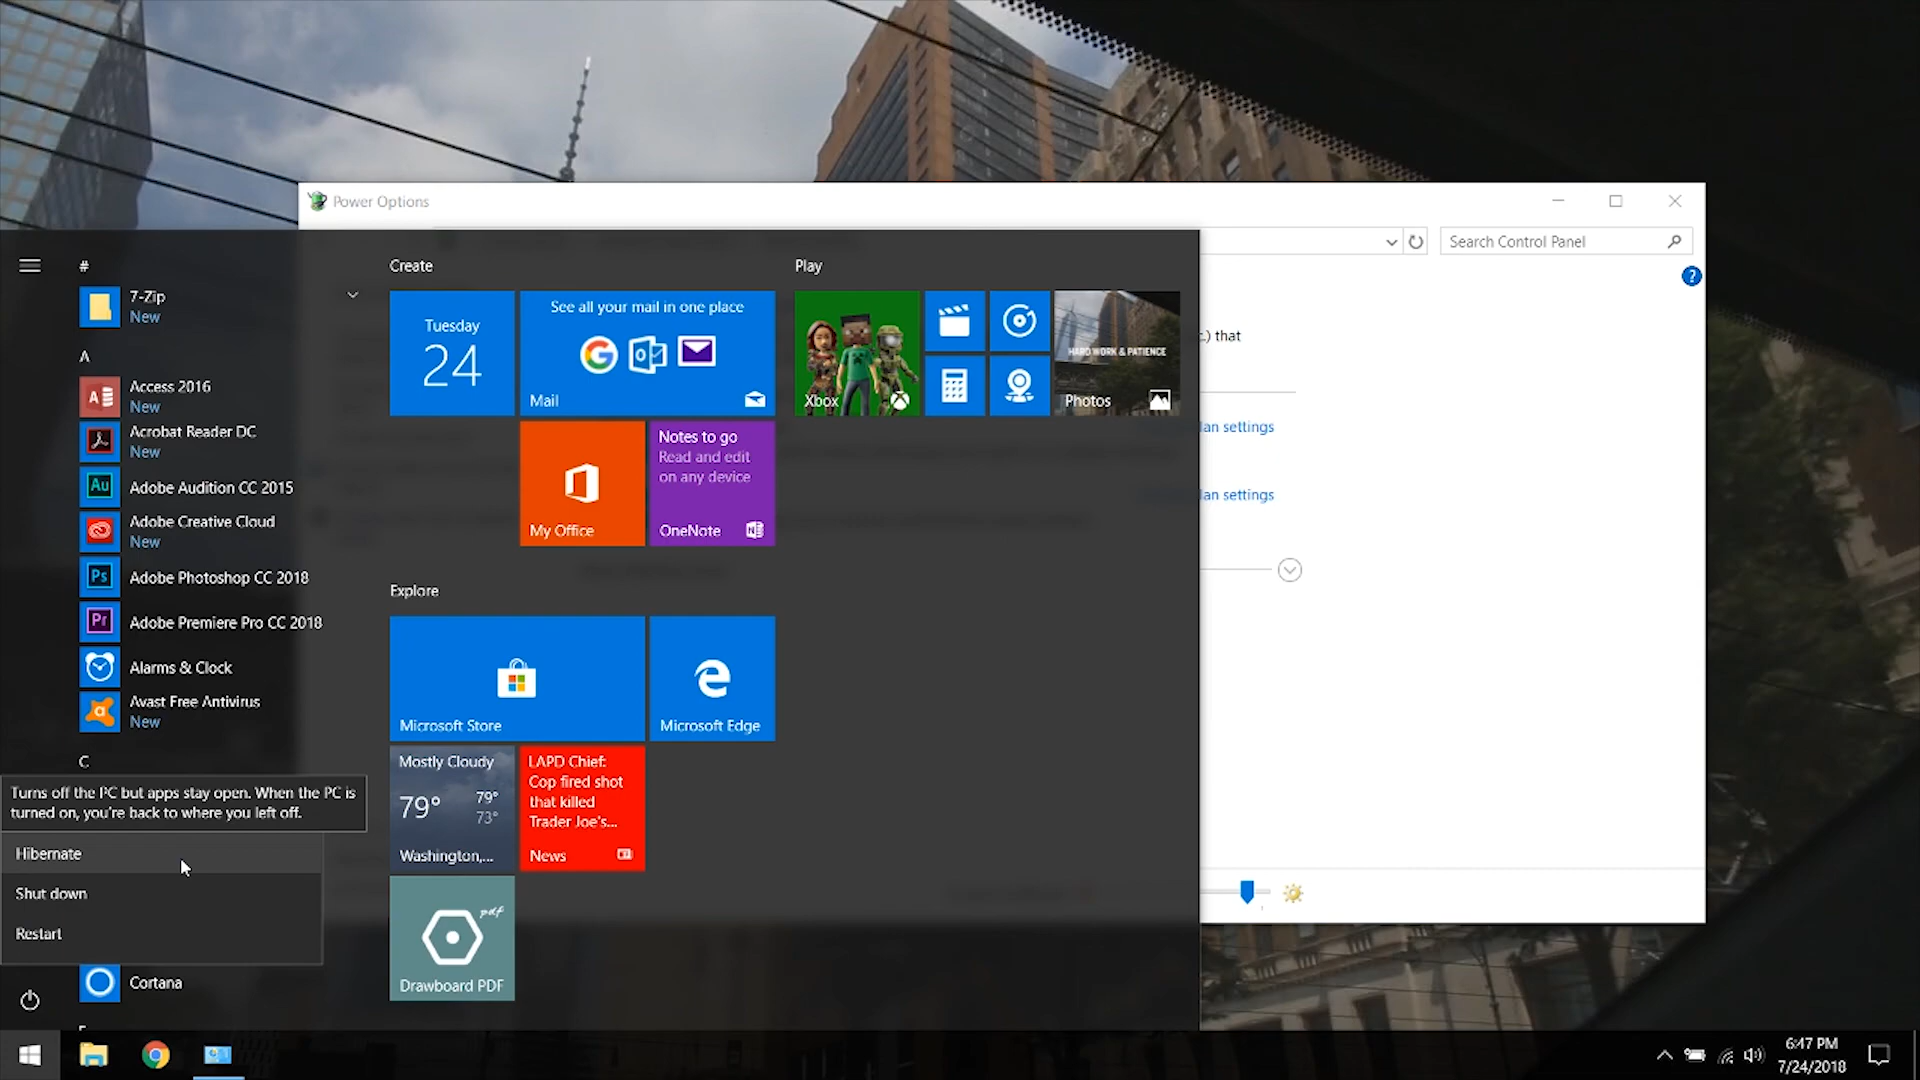 Power Options
Search Control Panel
?
.) that
lan settings
lan settings
#
7-Zip
New
A
Access 2016
New
Acrobat Reader DC
New
Au
Adobe Audition CC 2015
Adobe Creative Cloud
New
Ps
Adobe Photoshop CC 2018
Pr
Adobe Premiere Pro CC 2018
Alarms & Clock
Avast Free Antivirus
New
C
Turns off the PC but apps stay open. When the PC is
turned on, you're back to where you left off.
Hibernate
Shut down
Restart
Cortana
Create
Tuesday
24
See all your mail in one place
Mail
My Office
Notes to go
Read and edit
on any device
OneNote
Explore
Microsoft Store
Microsoft Edge
Mostly Cloudy
79°
79°
73°
Washington,...
LAPD Chief:
Cop fired shot
that killed
Trader Joe's...
News
pdf
Drawboard PDF
Play
Xbox
HARD WORK & PATIENCE
Photos
6:47 PM
7/24/2018